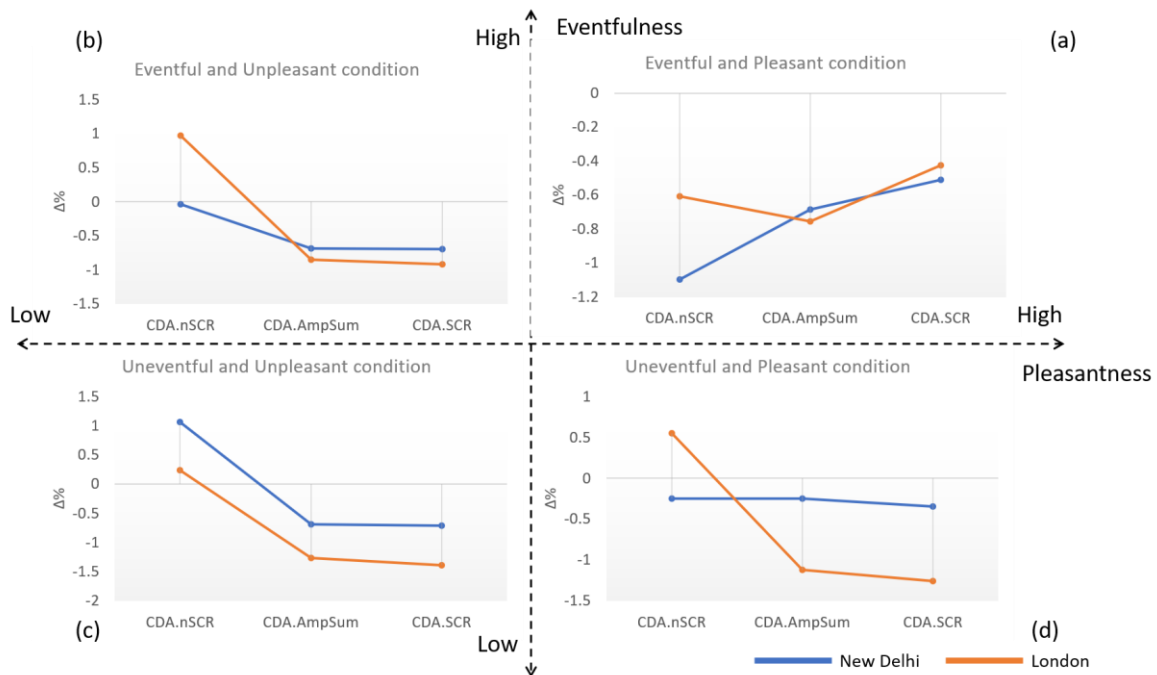 (b)
High
Eventfulness
(a)
Eventful and Unpleasant condition
1.5
1
0.5
0
-0.5
-1
-1.5
Δ%
CDA.nSCR CDA.AmpSum CDA.SCR
Eventful and Pleasant condition
0
-0.2
-0.4
-0.6
-0.8
-1
-1.2
Δ%
CDA.nSCR CDA.AmpSum CDA.SCR
Low
High
Pleasantness
Uneventful and Unpleasant condition
1.5
1
0.5
0
-0.5
-1
-1.5
-2
Δ%
CDA.nSCR CDA.AmpSum CDA.SCR
(c)
Low
Uneventful and Pleasant condition
1
0.5
0
-0.5
-1
-1.5
Δ%
CDA.nSCR CDA.AmpSum CDA.SCR
(d)
New Delhi London